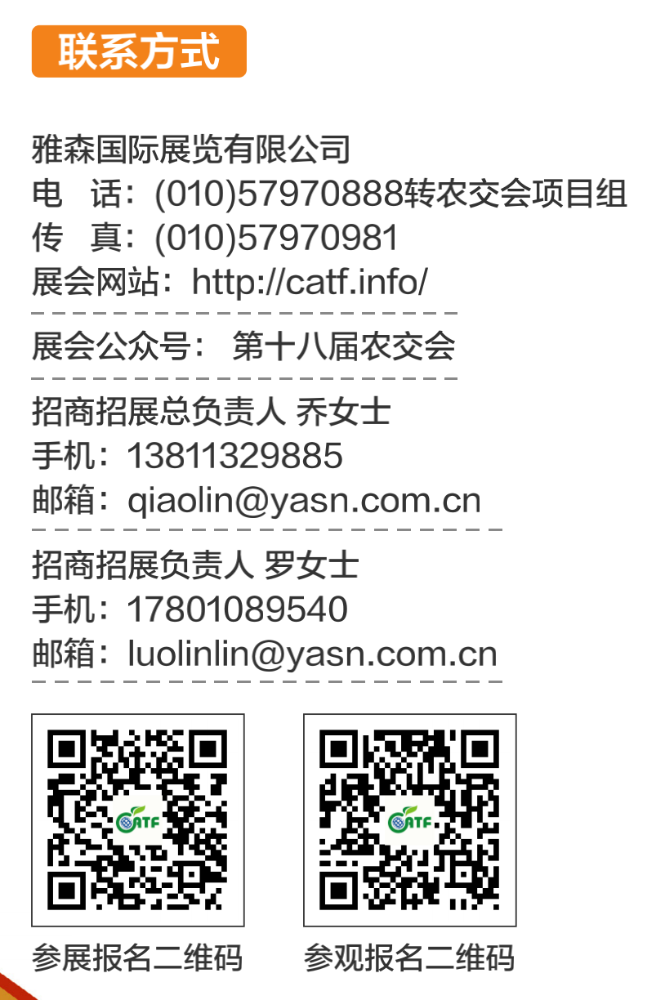 联系方式
雅森国际展览有限公司
电 话：(010)57970888转农交会项目组
传 真：(010)57970981
展会网站：http://catf.info/
展会公众号： 第十八届农交会
招商招展总负责人 乔女士
手机：13811329885
邮箱：qiaolin@yasn.com.cn
招商招展负责人 罗女士
手机：17801089540
邮箱：luolinlin@yasn.com.cn
CATF CATF
参展报名二维码 参观报名二维码